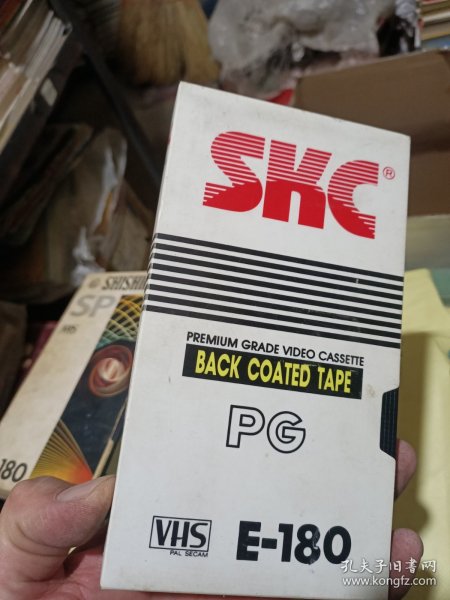 SKC®
PREMIUM GRADE VIDEO CASSETTE
BACK COATED TAPE
PG
VHS
PAL SECAM
E-180
SP
VHS
180
孔夫子旧书网
www.kongfz.com